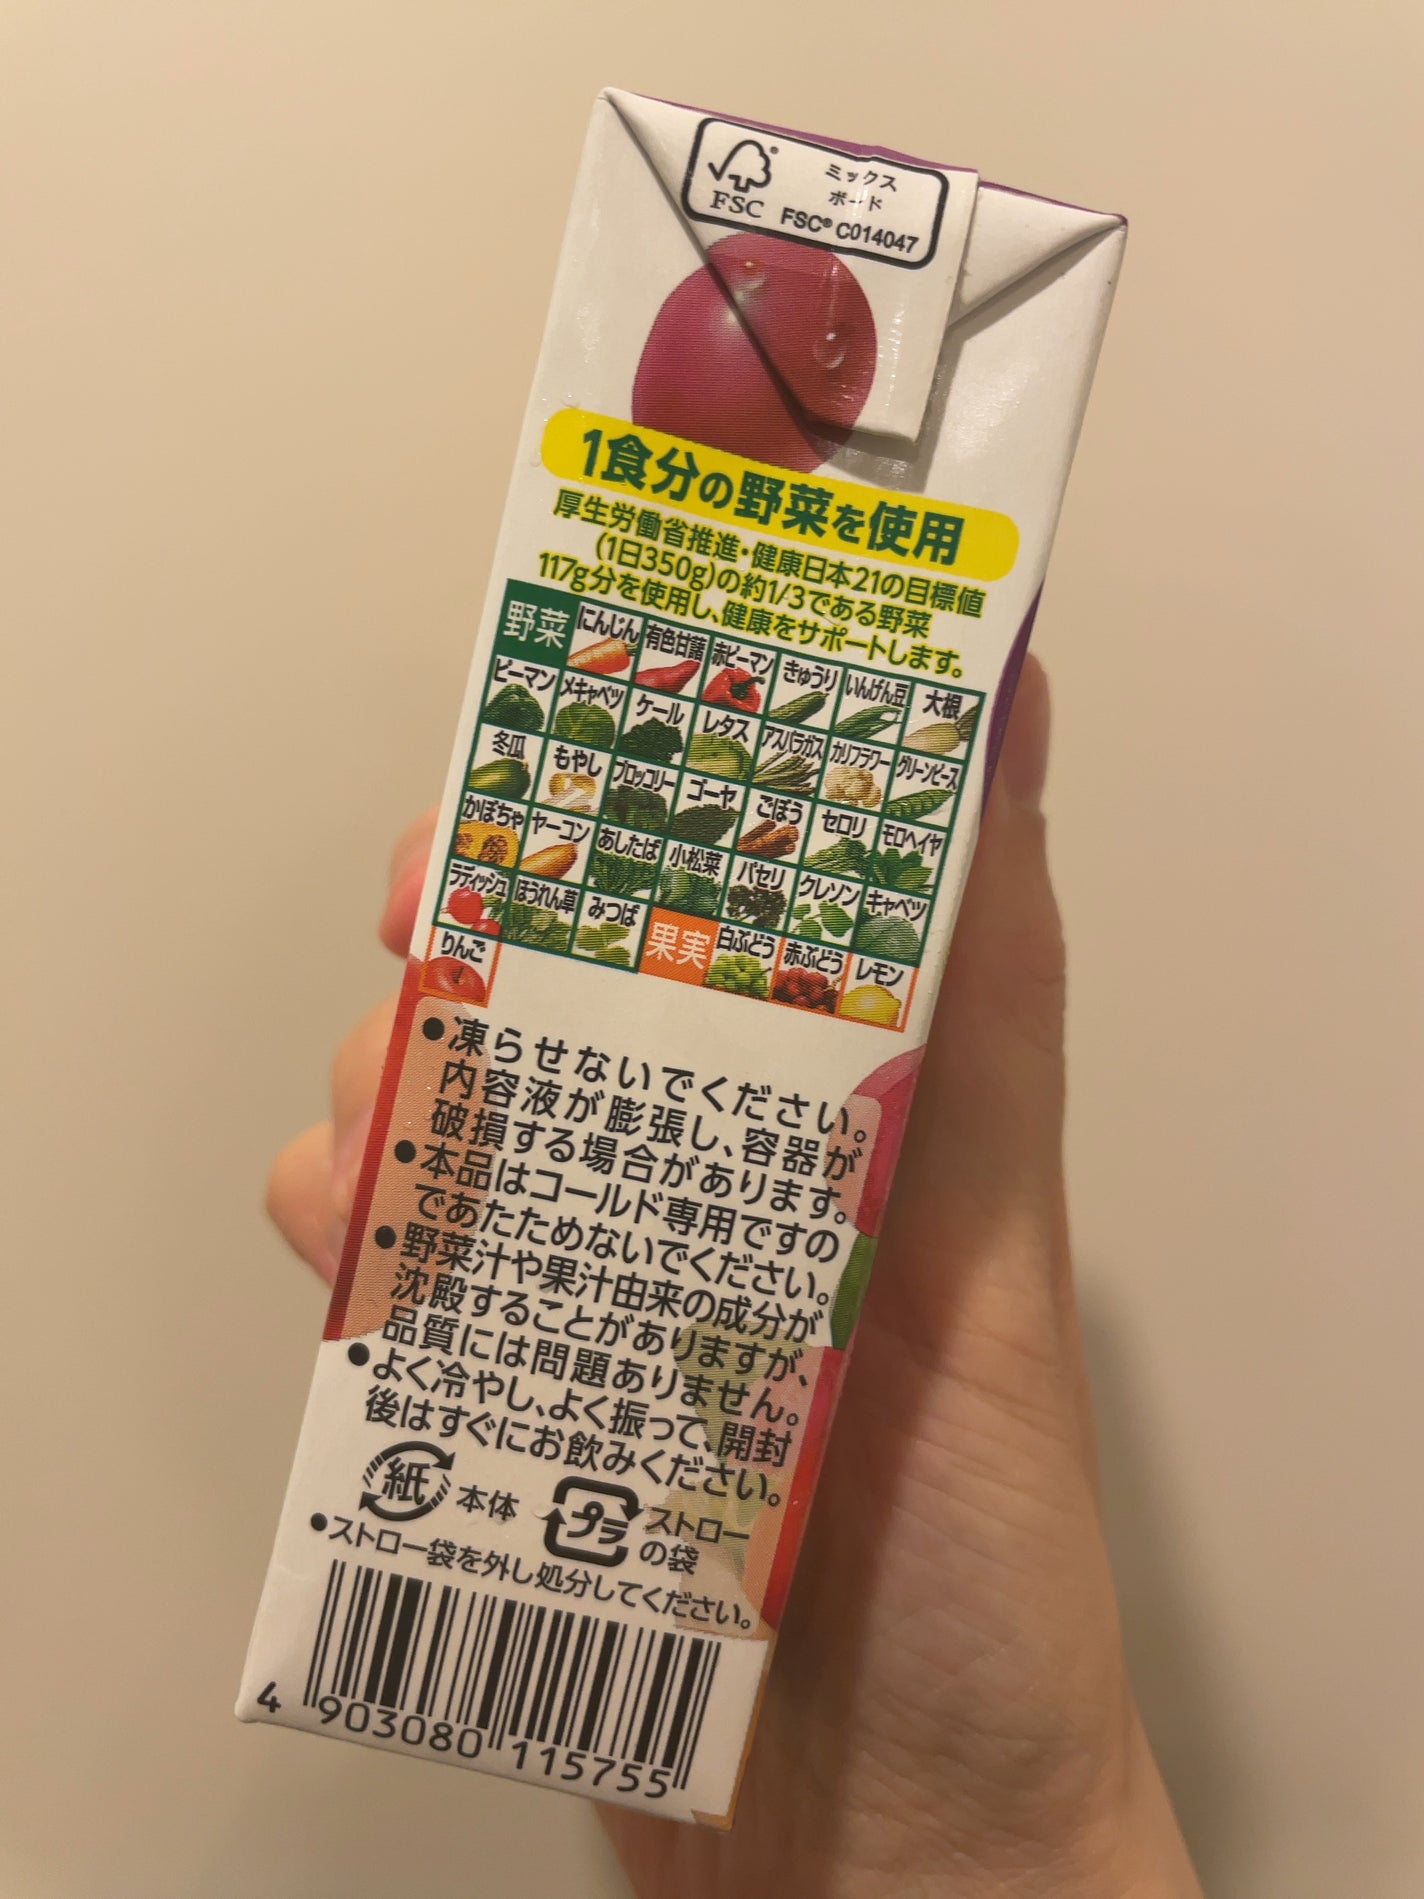 FSC
ミックス
ボード
FSC® C014047
1食分の野菜を使用
厚生労働省推進・健康日本21の目標値
(1日350g)の約1/3である野菜
117g分を使用し、健康をサポートします。
野菜 にんじん 有色甘藷 赤ピーマン きゅうり いんげん豆 大根
ピーマン メキャベツ ケール レタス アスパラガス カリフラワー グリーンピース
冬瓜 もやし ブロッコリー ゴーヤ ごぼう セロリ モロヘイヤ
かぼちゃ ヤーコン あしたば 小松菜 パセリ クレソン キャベツ
ラディッシュ ほうれん草 みつば 果実 白ぶどう 赤ぶどう レモン
りんご
●凍らせないでください。
内容液が膨張し、容器が
破損する場合があります。
●本品はコールド専用ですの
であたためないでください。
●野菜汁や果汁由来の成分が
沈殿することがありますが、
品質には問題ありません。
●よく冷やし、よく振って、開封
後はすぐにお飲みください。
紙 本体 プラ ストロー
の袋
●ストロー袋を外し処分してください。
4 903080 115755